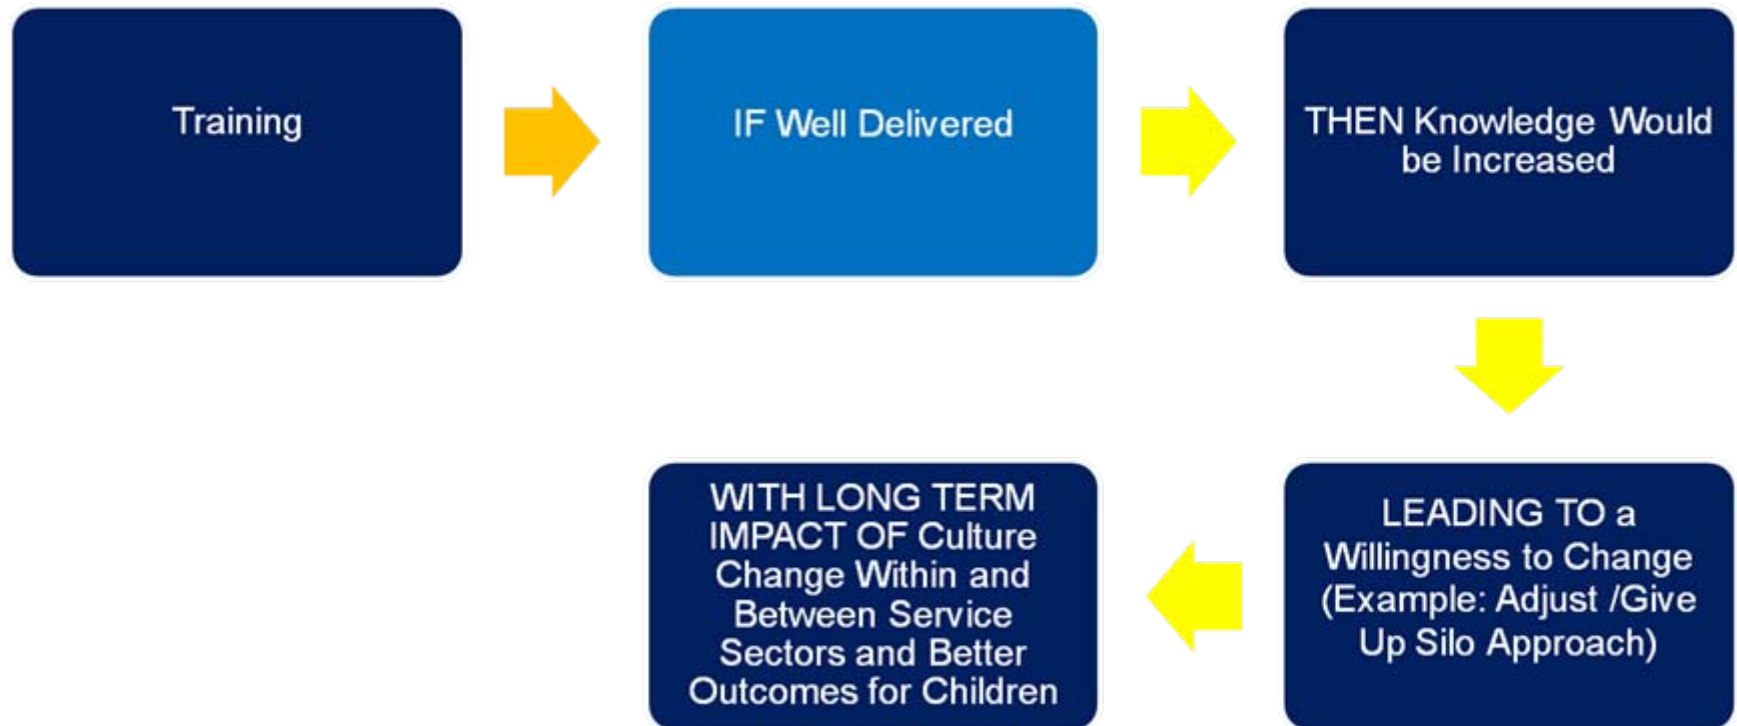 Training
IF Well Delivered
THEN Knowledge Would
be Increased
LEADING TO a
Willingness to Change
(Example: Adjust /Give
Up Silo Approach)
WITH LONG TERM
IMPACT OF Culture
Change Within and
Between Service
Sectors and Better
Outcomes for Children